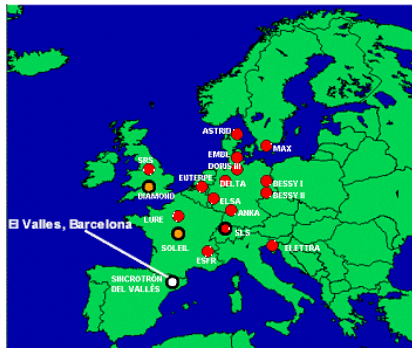 ASTRID
MAX
EMBL
SRS
DORIS III
EUTERPE
DELTA
BESSY I
DIAMOND
ELSA
BESSY II
LURE
ANKA
El Valles, Barcelona
SLS
SOLEIL
ELETTRA
ESFR
SINCROTRÓN
DEL VALLÉS